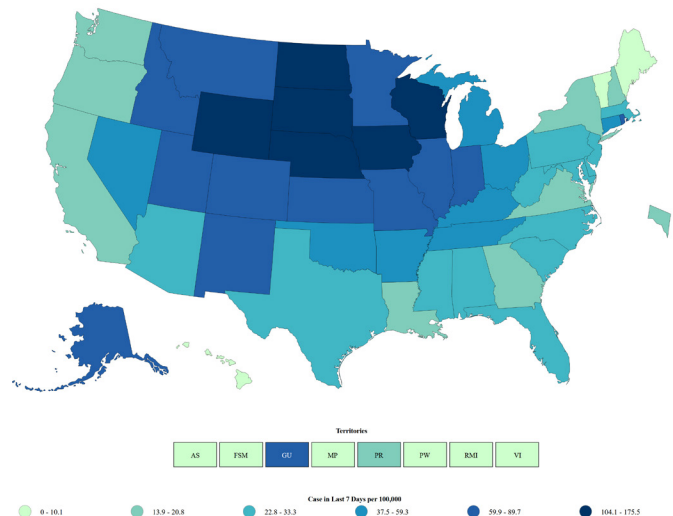 Territories
AS FSM GU MP PR PW RMI VI
Case in Last 7 Days per 100,000
0 - 10.1 13.9 - 20.8 22.8 - 33.3 37.5 - 59.3 59.9 - 89.7 104.1 - 175.5